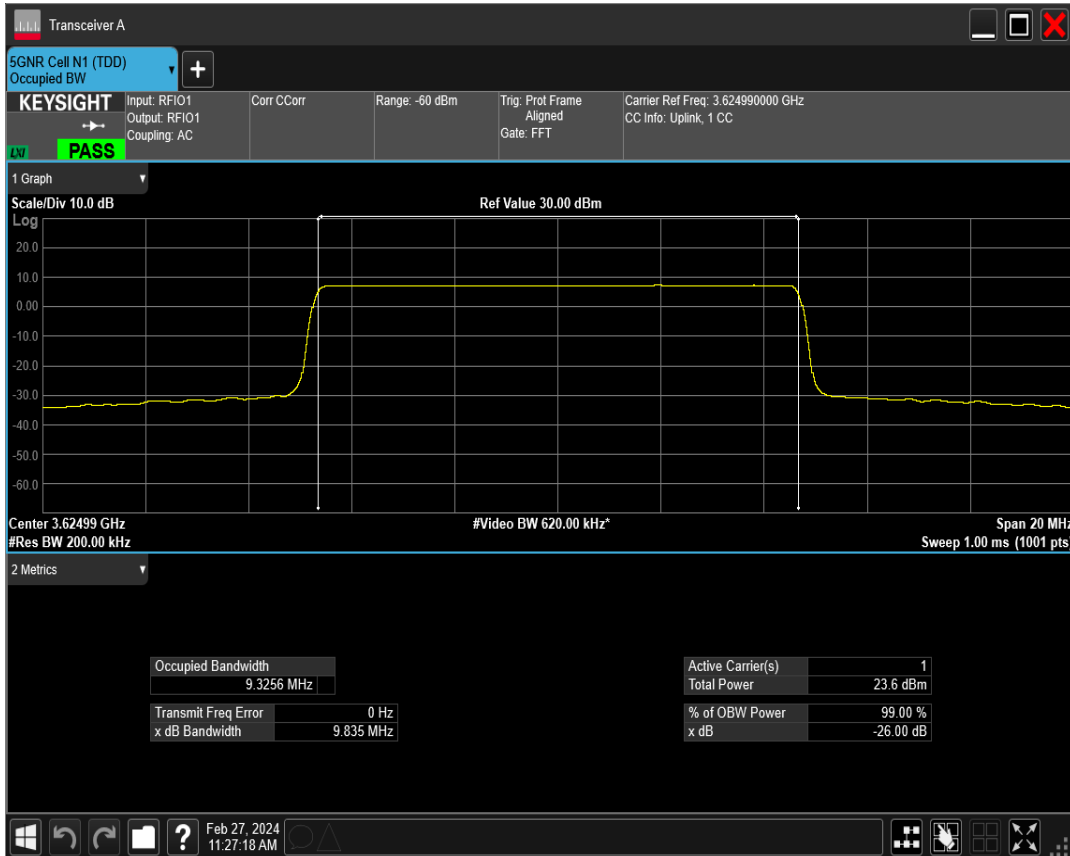 Transceiver A
5GNR Cell N1 (TDD)
Occupied BW
+
KEYSIGHT
LXI
PASS
Input: RFIO1
Output: RFIO1
Coupling: AC
Corr CCorr
Range: -60 dBm
Trig: Prot Frame
Aligned
Gate: FFT
Carrier Ref Freq: 3.624990000 GHz
CC Info: Uplink, 1 CC
1 Graph
Scale/Div 10.0 dB
Ref Value 30.00 dBm
Log
20.0
10.0
0.00
-10.0
-20.0
-30.0
-40.0
-50.0
-60.0
Center 3.62499 GHz
#Video BW 620.00 kHz*
Span 20 MHz
#Res BW 200.00 kHz
Sweep 1.00 ms (1001 pts)
2 Metrics
Occupied Bandwidth
9.3256 MHz
Transmit Freq Error 0 Hz
x dB Bandwidth 9.835 MHz
Active Carrier(s) 1
Total Power 23.6 dBm
% of OBW Power 99.00 %
x dB -26.00 dB
?
Feb 27, 2024
11:27:18 AM